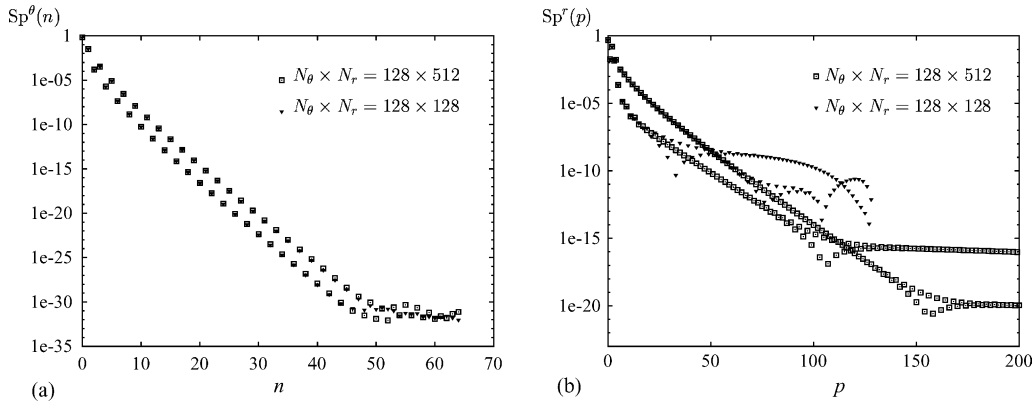 Sp^θ(n)
1
1e-05
1e-10
1e-15
1e-20
1e-25
1e-30
1e-35
0 10 20 30 40 50 60 70
N_θ × N_r = 128 × 512
N_θ × N_r = 128 × 128
(a)
n
Sp^r(p)
1
1e-05
1e-10
1e-15
1e-20
0 50 100 150 200
N_θ × N_r = 128 × 512
N_θ × N_r = 128 × 128
(b)
p